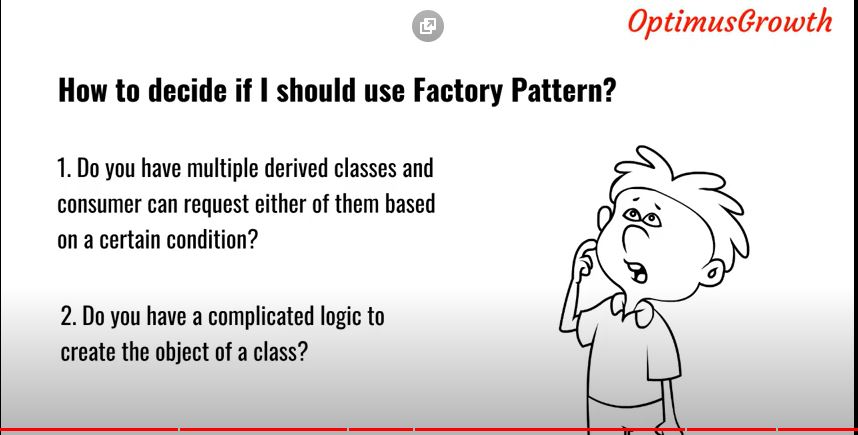 OptimusGrowth
How to decide if I should use Factory Pattern?
1. Do you have multiple derived classes and
consumer can request either of them based
on a certain condition?
2. Do you have a complicated logic to
create the object of a class?